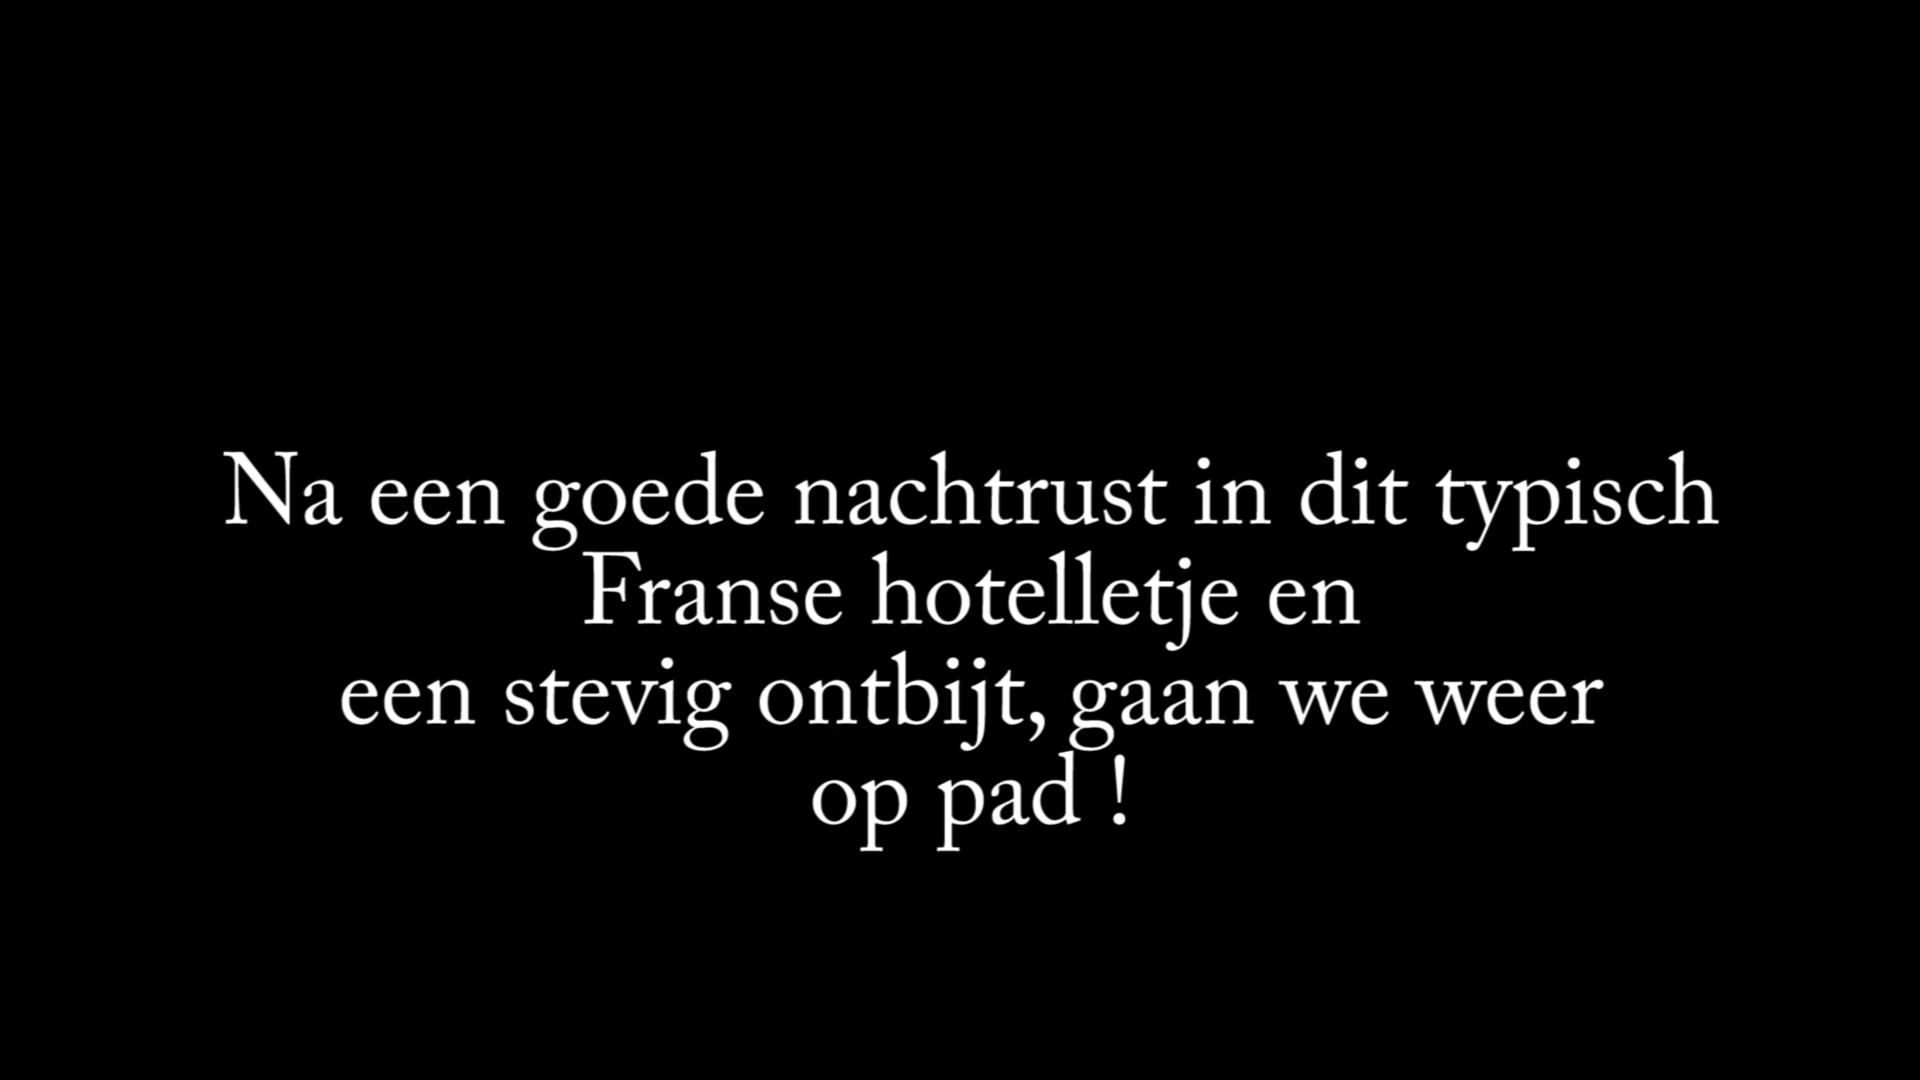 Na een goede nachtrust in dit typisch
Franse hotelletje en
een stevig ontbijt, gaan we weer
op pad !